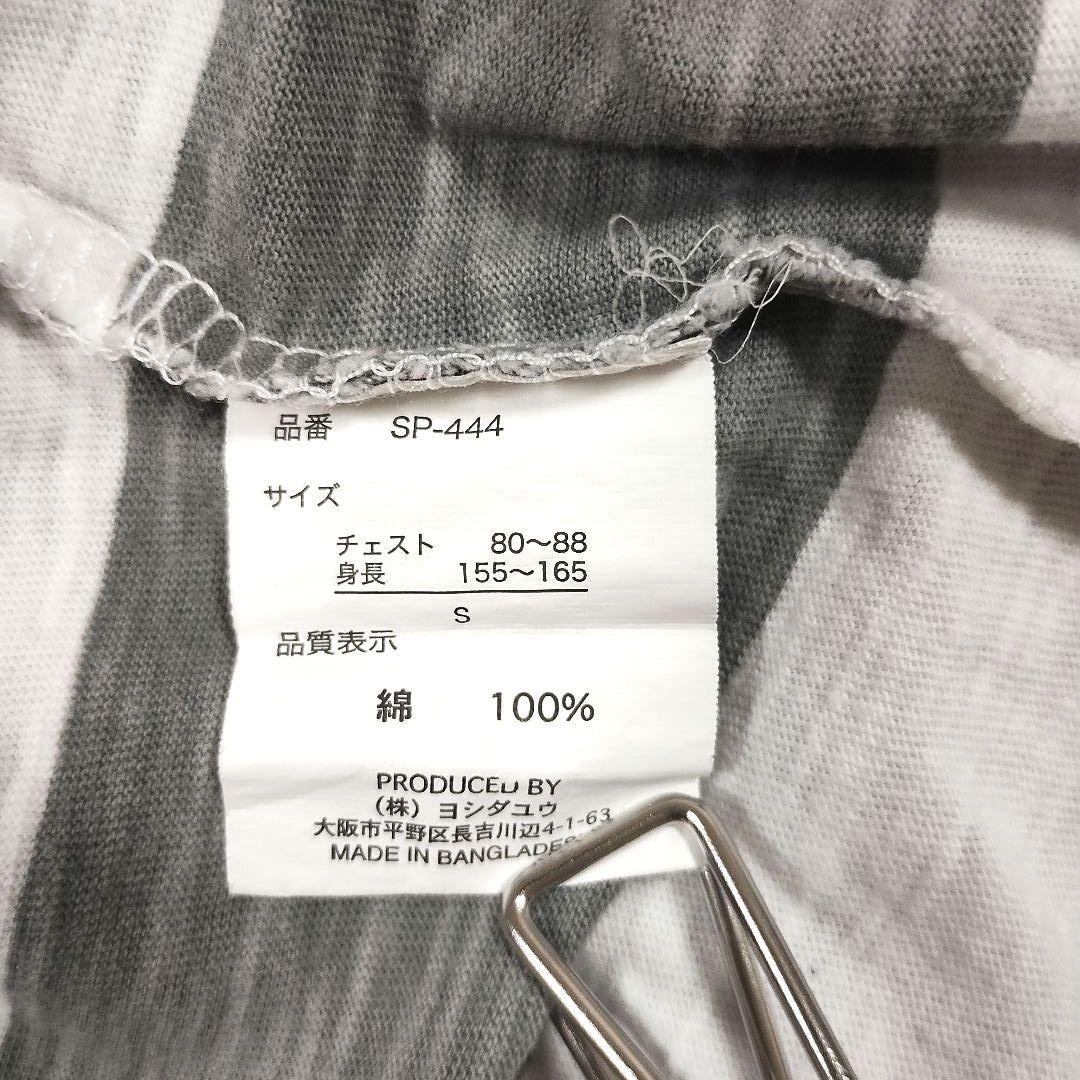 品番 SP-444
サイズ
チェスト 80～88
身長 155～165
S
品質表示
綿 100%
PRODUCED BY
(株) ヨシダユウ
大阪市平野区長吉川辺4-1-63
MADE IN